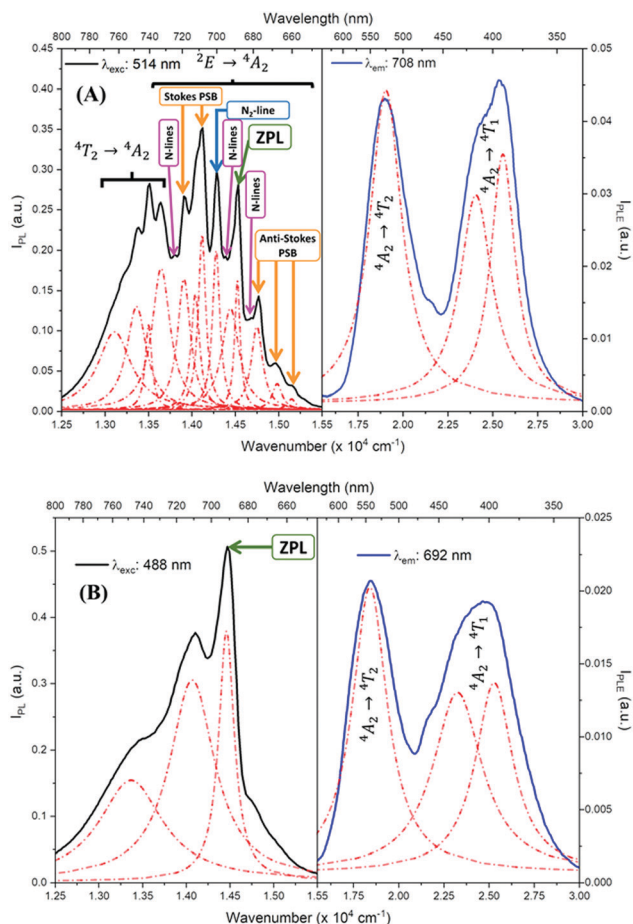 Wavelength (nm)
800 780 760 740 720 700 680 660 600 550 500 450 400 350
(A)
λexc: 514 nm
²E → ⁴A₂
λem: 708 nm
Stokes PSB
N₂-line
⁴T₂ → ⁴A₂
N-lines
N-lines
ZPL
N-lines
Anti-Stokes PSB
⁴A₂ → ⁴T₂
⁴A₂ → ⁴T₁
IPL (a.u.)
0.45
0.40
0.35
0.30
0.25
0.20
0.15
0.10
0.05
0.00
IPLE (a.u.)
0.05
0.04
0.03
0.02
0.01
0.00
1.25 1.30 1.35 1.40 1.45 1.50 1.55 2.00 2.25 2.50 2.75 3.00
Wavenumber (x 10⁴ cm⁻¹)
Wavelength (nm)
800 780 760 740 720 700 680 660 600 550 500 450 400 350
(B)
λexc: 488 nm
ZPL
λem: 692 nm
⁴A₂ → ⁴T₂
⁴A₂ → ⁴T₁
IPL (a.u.)
0.5
0.4
0.3
0.2
0.1
0.0
IPLE (a.u.)
0.025
0.020
0.015
0.010
0.005
0.000
1.25 1.30 1.35 1.40 1.45 1.50 1.55 2.00 2.25 2.50 2.75 3.00
Wavenumber (x 10⁴ cm⁻¹)